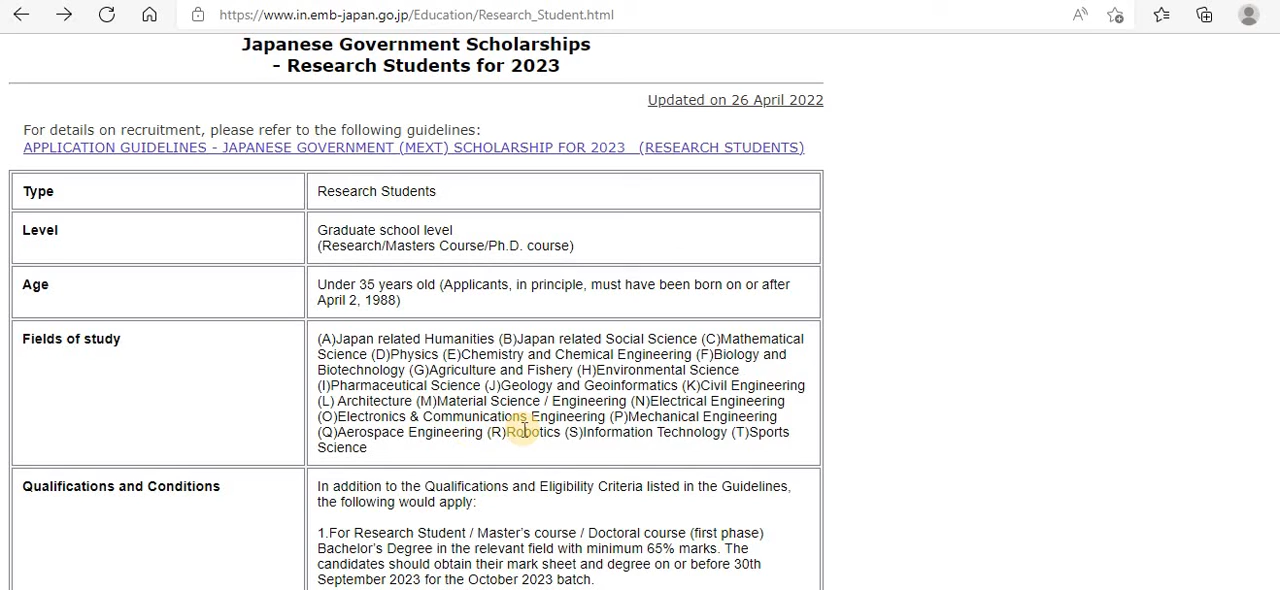 https://www.in.emb-japan.go.jp/Education/Research_Student.html
Japanese Government Scholarships
- Research Students for 2023
Updated on 26 April 2022
For details on recruitment, please refer to the following guidelines:
APPLICATION GUIDELINES - JAPANESE GOVERNMENT (MEXT) SCHOLARSHIP FOR 2023 (RESEARCH STUDENTS)
Type
Research Students
Level
Graduate school level
(Research/Masters Course/Ph.D. course)
Age
Under 35 years old (Applicants, in principle, must have been born on or after
April 2, 1988)
Fields of study
(A)Japan related Humanities (B)Japan related Social Science (C)Mathematical
Science (D)Physics (E)Chemistry and Chemical Engineering (F)Biology and
Biotechnology (G)Agriculture and Fishery (H)Environmental Science
(I)Pharmaceutical Science (J)Geology and Geoinformatics (K)Civil Engineering
(L) Architecture (M)Material Science / Engineering (N)Electrical Engineering
(O)Electronics & Communications Engineering (P)Mechanical Engineering
(Q)Aerospace Engineering (R)Robotics (S)Information Technology (T)Sports
Science
Qualifications and Conditions
In addition to the Qualifications and Eligibility Criteria listed in the Guidelines,
the following would apply:
1.For Research Student / Master's course / Doctoral course (first phase)
Bachelor's Degree in the relevant field with minimum 65% marks. The
candidates should obtain their mark sheet and degree on or before 30th
September 2023 for the October 2023 batch.